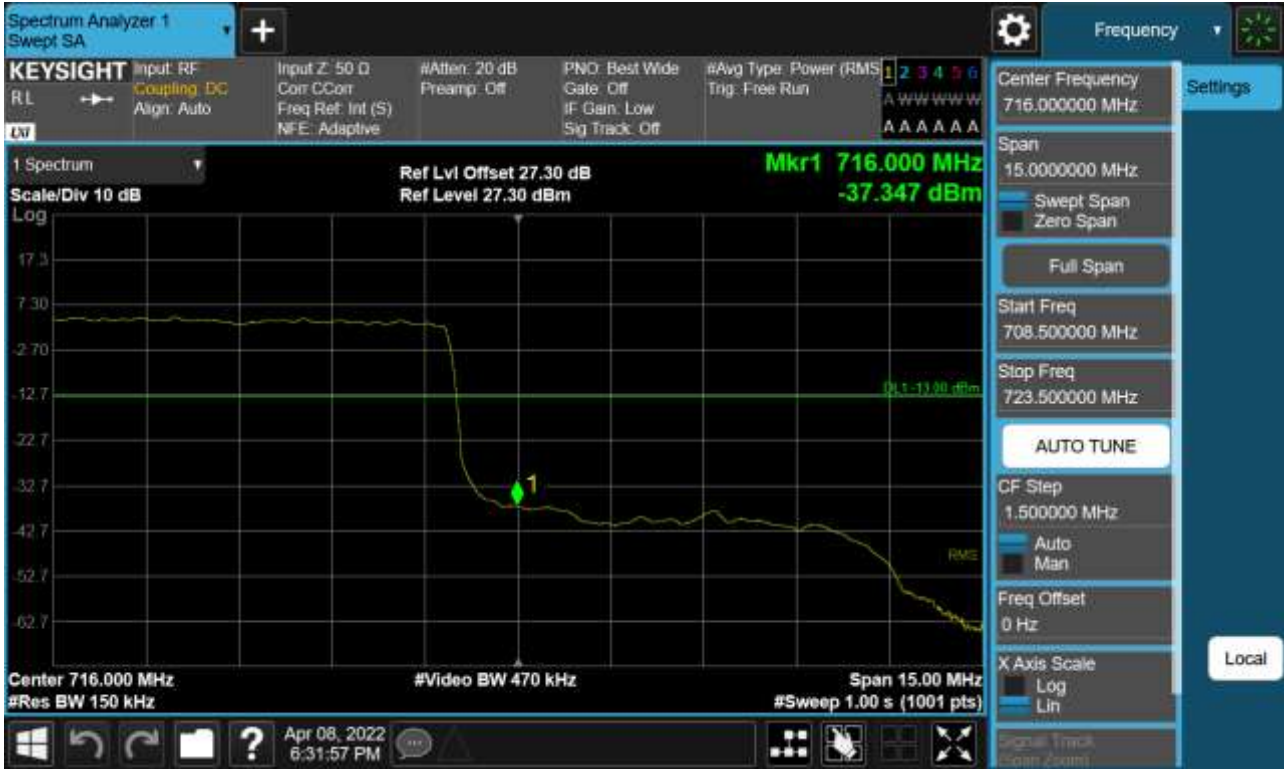 Spectrum Analyzer 1
Swept SA
+
Frequency
KEYSIGHT
RL
LXI
Input: RF
Coupling: DC
Align: Auto
Input Z: 50 Ω
Corr CCorr
Freq Ref: Int (S)
NFE: Adaptive
#Atten: 20 dB
Preamp: Off
PNO: Best Wide
Gate: Off
IF Gain: Low
Sig Track: Off
#Avg Type: Power (RMS
Trig: Free Run
1 2 3 4 5 6
A W W W W W
A A A A A A
1 Spectrum
Scale/Div 10 dB
Ref Lvl Offset 27.30 dB
Ref Level 27.30 dBm
Mkr1 716.000 MHz
-37.347 dBm
Log
17.3
7.30
-2.70
-12.7
-22.7
-32.7
-42.7
-52.7
-62.7
DL1 -13.00 dBm
1
RMS
Center 716.000 MHz
#Res BW 150 kHz
#Video BW 470 kHz
Span 15.00 MHz
#Sweep 1.00 s (1001 pts)
Center Frequency
716.000000 MHz
Span
15.0000000 MHz
Swept Span
Zero Span
Full Span
Start Freq
708.500000 MHz
Stop Freq
723.500000 MHz
AUTO TUNE
CF Step
1.500000 MHz
Auto
Man
Freq Offset
0 Hz
X Axis Scale
Log
Lin
Signal Track
(Span Zoom)
Settings
Local
?
Apr 08, 2022
6:31:57 PM